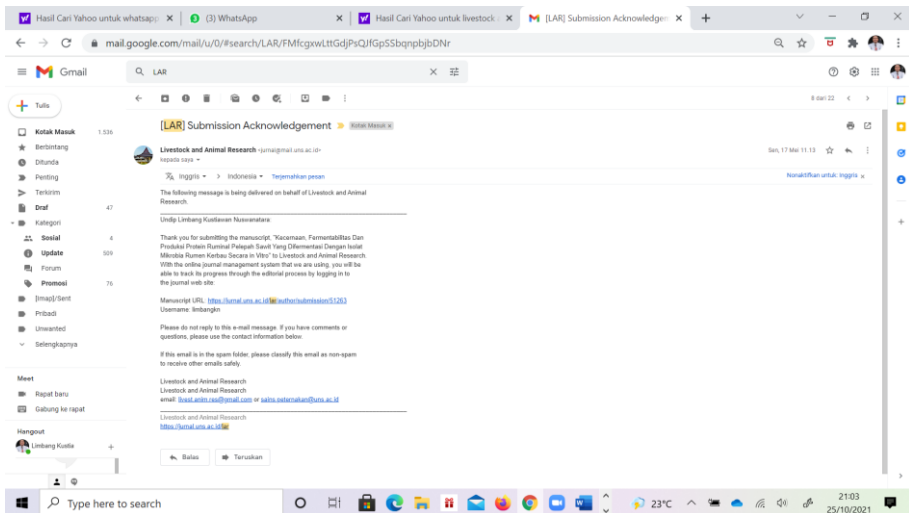 Hasil Cari Yahoo untuk whatsap
(3) WhatsApp
Hasil Cari Yahoo untuk livestock
[LAR] Submission Acknowledgem
mail.google.com/mail/u/0/#search/LAR/FMfcgxwLttGdjPsQJfGpSSbqnpbjbDNr
Gmail
LAR
Tulis
8 dari 22
Kotak Masuk 1.536
Berbintang
Ditunda
Penting
Terkirim
Draf 47
Kategori
Sosial 4
Update 509
Forum
Promosi 76
[Imap]/Sent
Pribadi
Unwanted
Selengkapnya
Meet
Rapat baru
Gabung ke rapat
Hangout
Limbang Kustia
[LAR] Submission Acknowledgement Kotak Masuk x
Livestock and Animal Research <jurnal@mail.uns.ac.id> Sen, 17 Mei 11.13
kepada saya
Inggris > Indonesia Terjemahkan pesan Nonaktifkan untuk: Inggris x
The following message is being delivered on behalf of Livestock and Animal
Research.
Undip Limbang Kustiawan Nuswanatara:
Thank you for submitting the manuscript, "Kecernaan, Fermentabilitas Dan
Produksi Protein Ruminal Pelepah Sawit Yang Difermentasi Dengan Isolat
Mikrobia Rumen Kerbau Secara in Vitro" to Livestock and Animal Research.
With the online journal management system that we are using, you will be
able to track its progress through the editorial process by logging in to
the journal web site:
Manuscript URL: https://jurnal.uns.ac.id/lar/author/submission/51263
Username: limbangkn
Please do not reply to this e-mail message. If you have comments or
questions, please use the contact information below.
If this email is in the spam folder, please classify this email as non-spam
to receive other emails safely.
Livestock and Animal Research
Livestock and Animal Research
email: livest.anim.res@gmail.com or sains.peternakan@uns.ac.id
Livestock and Animal Research
https://jurnal.uns.ac.id/lar
Balas
Teruskan
Type here to search
23°C
21:03
25/10/2021